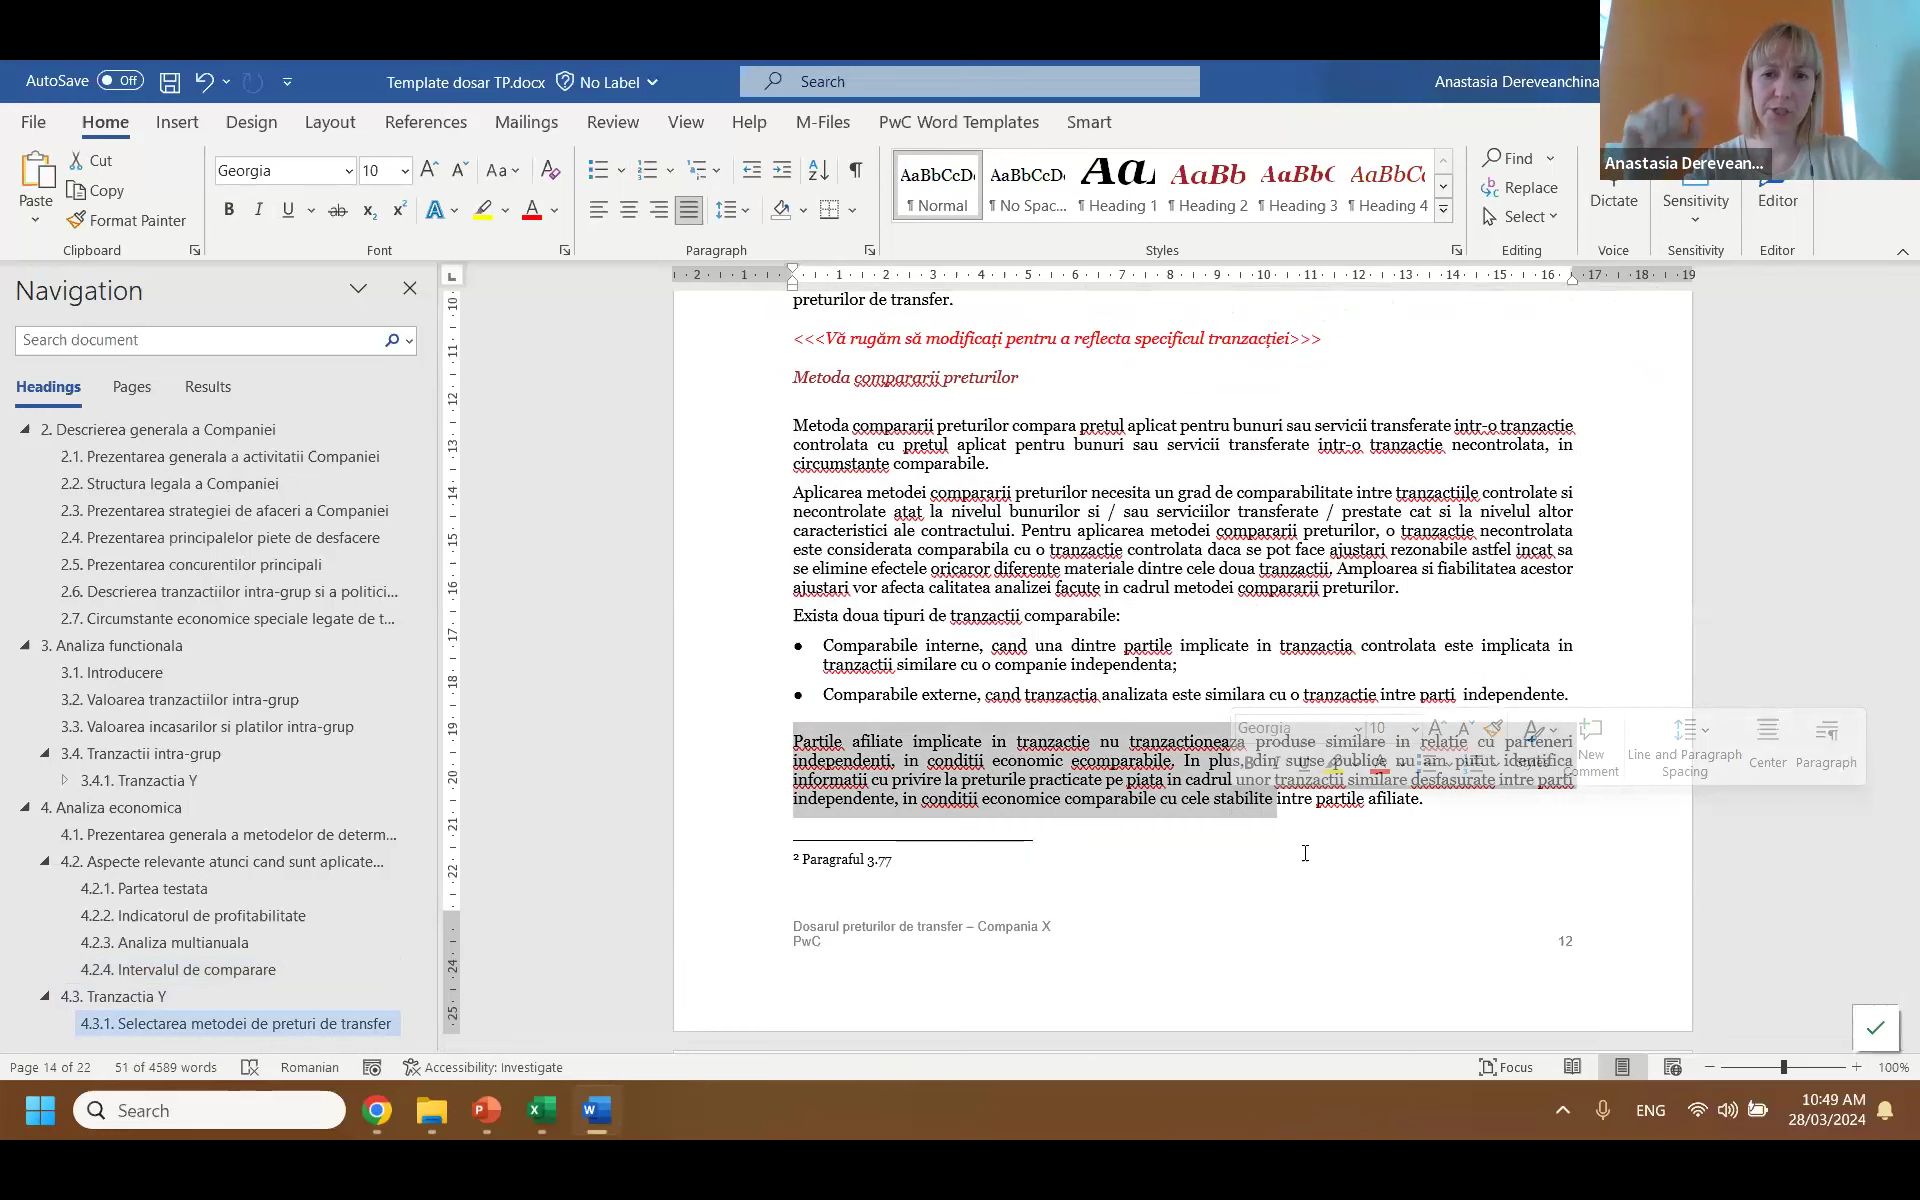 AutoSave Off Template dosar TP.docx No Label Search Anastasia Dereveanchina
File Home Insert Design Layout References Mailings Review View Help M-Files PwC Word Templates Smart
Anastasia Derevean...
Paste
Cut
Copy
Format Painter
Clipboard
Georgia 10
Font
Paragraph
AaBbCcDd AaBbCcDd AaBbC AaBbCc
¶ Normal ¶ No Spac... ¶ Heading 1 ¶ Heading 2 ¶ Heading 3 ¶ Heading 4
Styles
Find
Replace
Select
Editing
Dictate
Voice
Sensitivity
Sensitivity
Editor
Editor
Navigation
Search document
Headings Pages Results
2. Descrierea generala a Companiei
2.1. Prezentarea generala a activitatii Companiei
2.2. Structura legala a Companiei
2.3. Prezentarea strategiei de afaceri a Companiei
2.4. Prezentarea principalelor piete de desfacere
2.5. Prezentarea concurentilor principali
2.6. Descrierea tranzactiilor intra-grup si a politici...
2.7. Circumstante economice speciale legate de t...
3. Analiza functionala
3.1. Introducere
3.2. Valoarea tranzactiilor intra-grup
3.3. Valoarea incasarilor si platilor intra-grup
3.4. Tranzactii intra-grup
3.4.1. Tranzactia Y
4. Analiza economica
4.1. Prezentarea generala a metodelor de determ...
4.2. Aspecte relevante atunci cand sunt aplicate...
4.2.1. Partea testata
4.2.2. Indicatorul de profitabilitate
4.2.3. Analiza multianuala
4.2.4. Intervalul de comparare
4.3. Tranzactia Y
4.3.1. Selectarea metodei de preturi de transfer
preturilor de transfer.
<<<Vă rugăm să modificați pentru a reflecta specificul tranzacției>>>
Metoda compararii preturilor
Metoda compararii preturilor compara pretul aplicat pentru bunuri sau servicii transferate intr-o tranzactie
controlata cu pretul aplicat pentru bunuri sau servicii transferate intr-o tranzactie necontrolata, in
circumstante comparabile.
Aplicarea metodei compararii preturilor necesita un grad de comparabilitate intre tranzactiile controlate si
necontrolate atat la nivelul bunurilor si / sau serviciilor transferate / prestate cat si la nivelul altor
caracteristici ale contractului. Pentru aplicarea metodei compararii preturilor, o tranzactie necontrolata
este considerata comparabila cu o tranzactie controlata daca se pot face ajustari rezonabile astfel incat sa
se elimine efectele oricaror diferente materiale dintre cele doua tranzactii. Amploarea si fiabilitatea acestor
ajustari vor afecta calitatea analizei facute in cadrul metodei compararii preturilor.
Exista doua tipuri de tranzactii comparabile:
● Comparabile interne, cand una dintre partile implicate in tranzactia controlata este implicata in
tranzactii similare cu o companie independenta;
● Comparabile externe, cand tranzactia analizata este similara cu o tranzactie intre parti independente.
Partile afiliate implicate in tranzactie nu tranzactioneaza produse similare in relatie cu parteneri
independenti, in conditii economic ecomparabile. In plus, din surse publice nu am putut identifica
informatii cu privire la preturile practicate pe piata in cadrul unor tranzactii similare desfasurate intre parti
independente, in conditii economice comparabile cu cele stabilite intre partile afiliate.
Georgia 10
Styles
New
Comment
Line and Paragraph
Spacing
Center
Paragraph
² Paragraful 3.77
Dosarul preturilor de transfer – Compania X
PwC 12
Page 14 of 22 51 of 4589 words Romanian Accessibility: Investigate Focus 100%
Search ENG 10:49 AM
28/03/2024